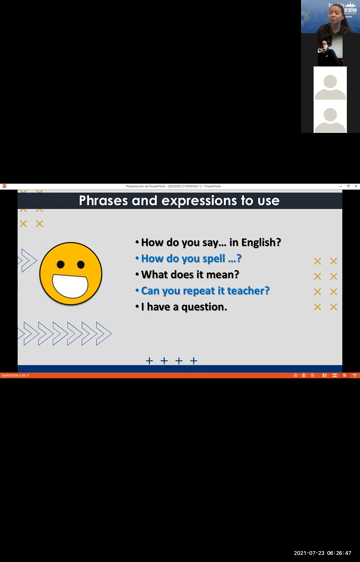 Phrases and expressions to use
• How do you say... in English?
• How do you spell ...?
• What does it mean?
• Can you repeat it teacher?
• I have a question.
2021-07-23 06:26:47